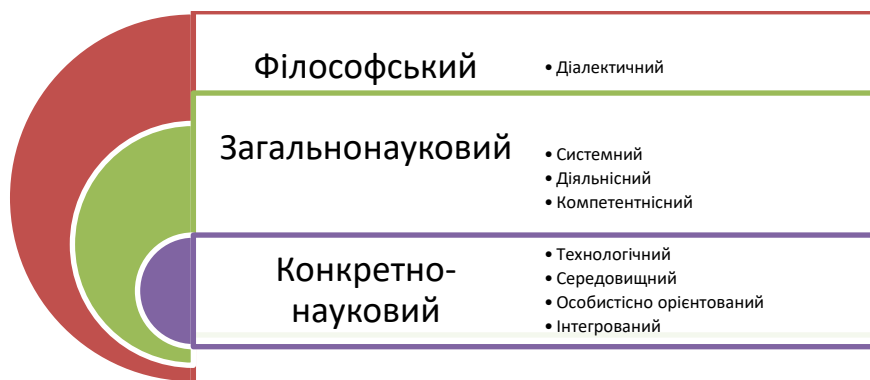 Філософський
• Діалектичний
Загальнонауковий
• Системний
• Діяльнісний
• Компетентнісний
Конкретно-
науковий
• Технологічний
• Середовищний
• Особистісно орієнтований
• Інтегрований